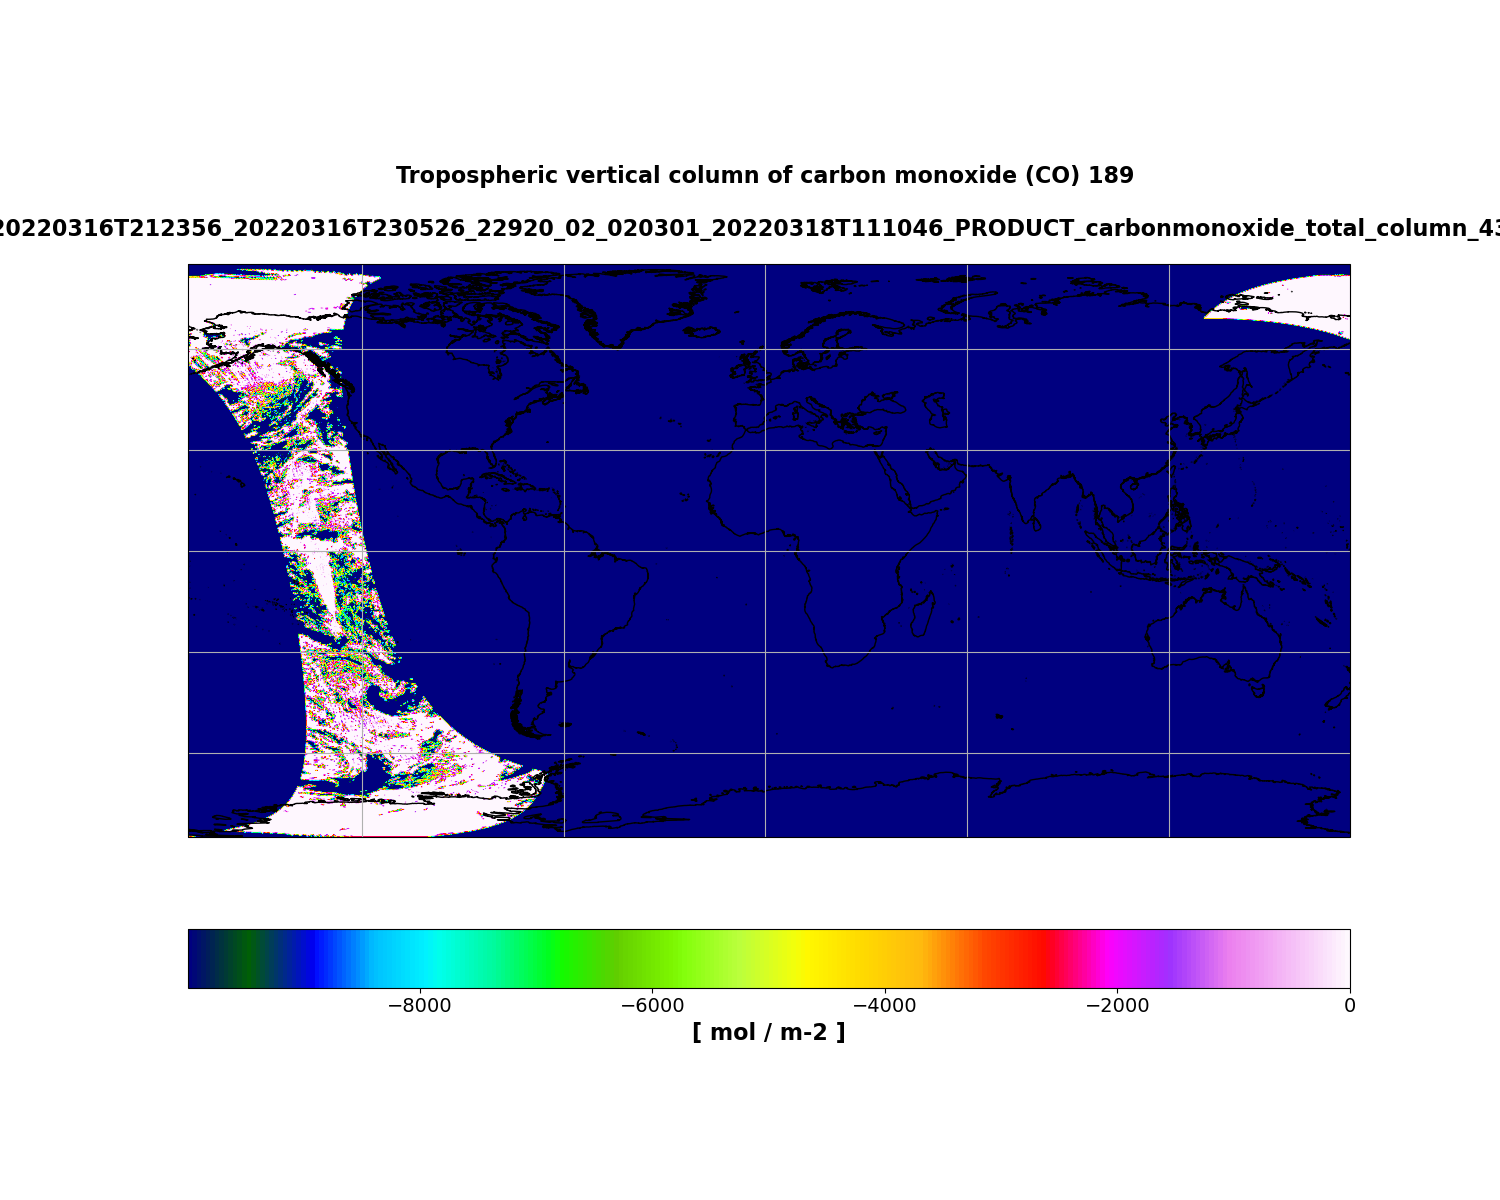 Tropospheric vertical column of carbon monoxide (CO) 189
20220316T212356_20220316T230526_22920_02_020301_20220318T111046_PRODUCT_carbonmonoxide_total_column_43
−8000 −6000 −4000 −2000 0
[ mol / m-2 ]